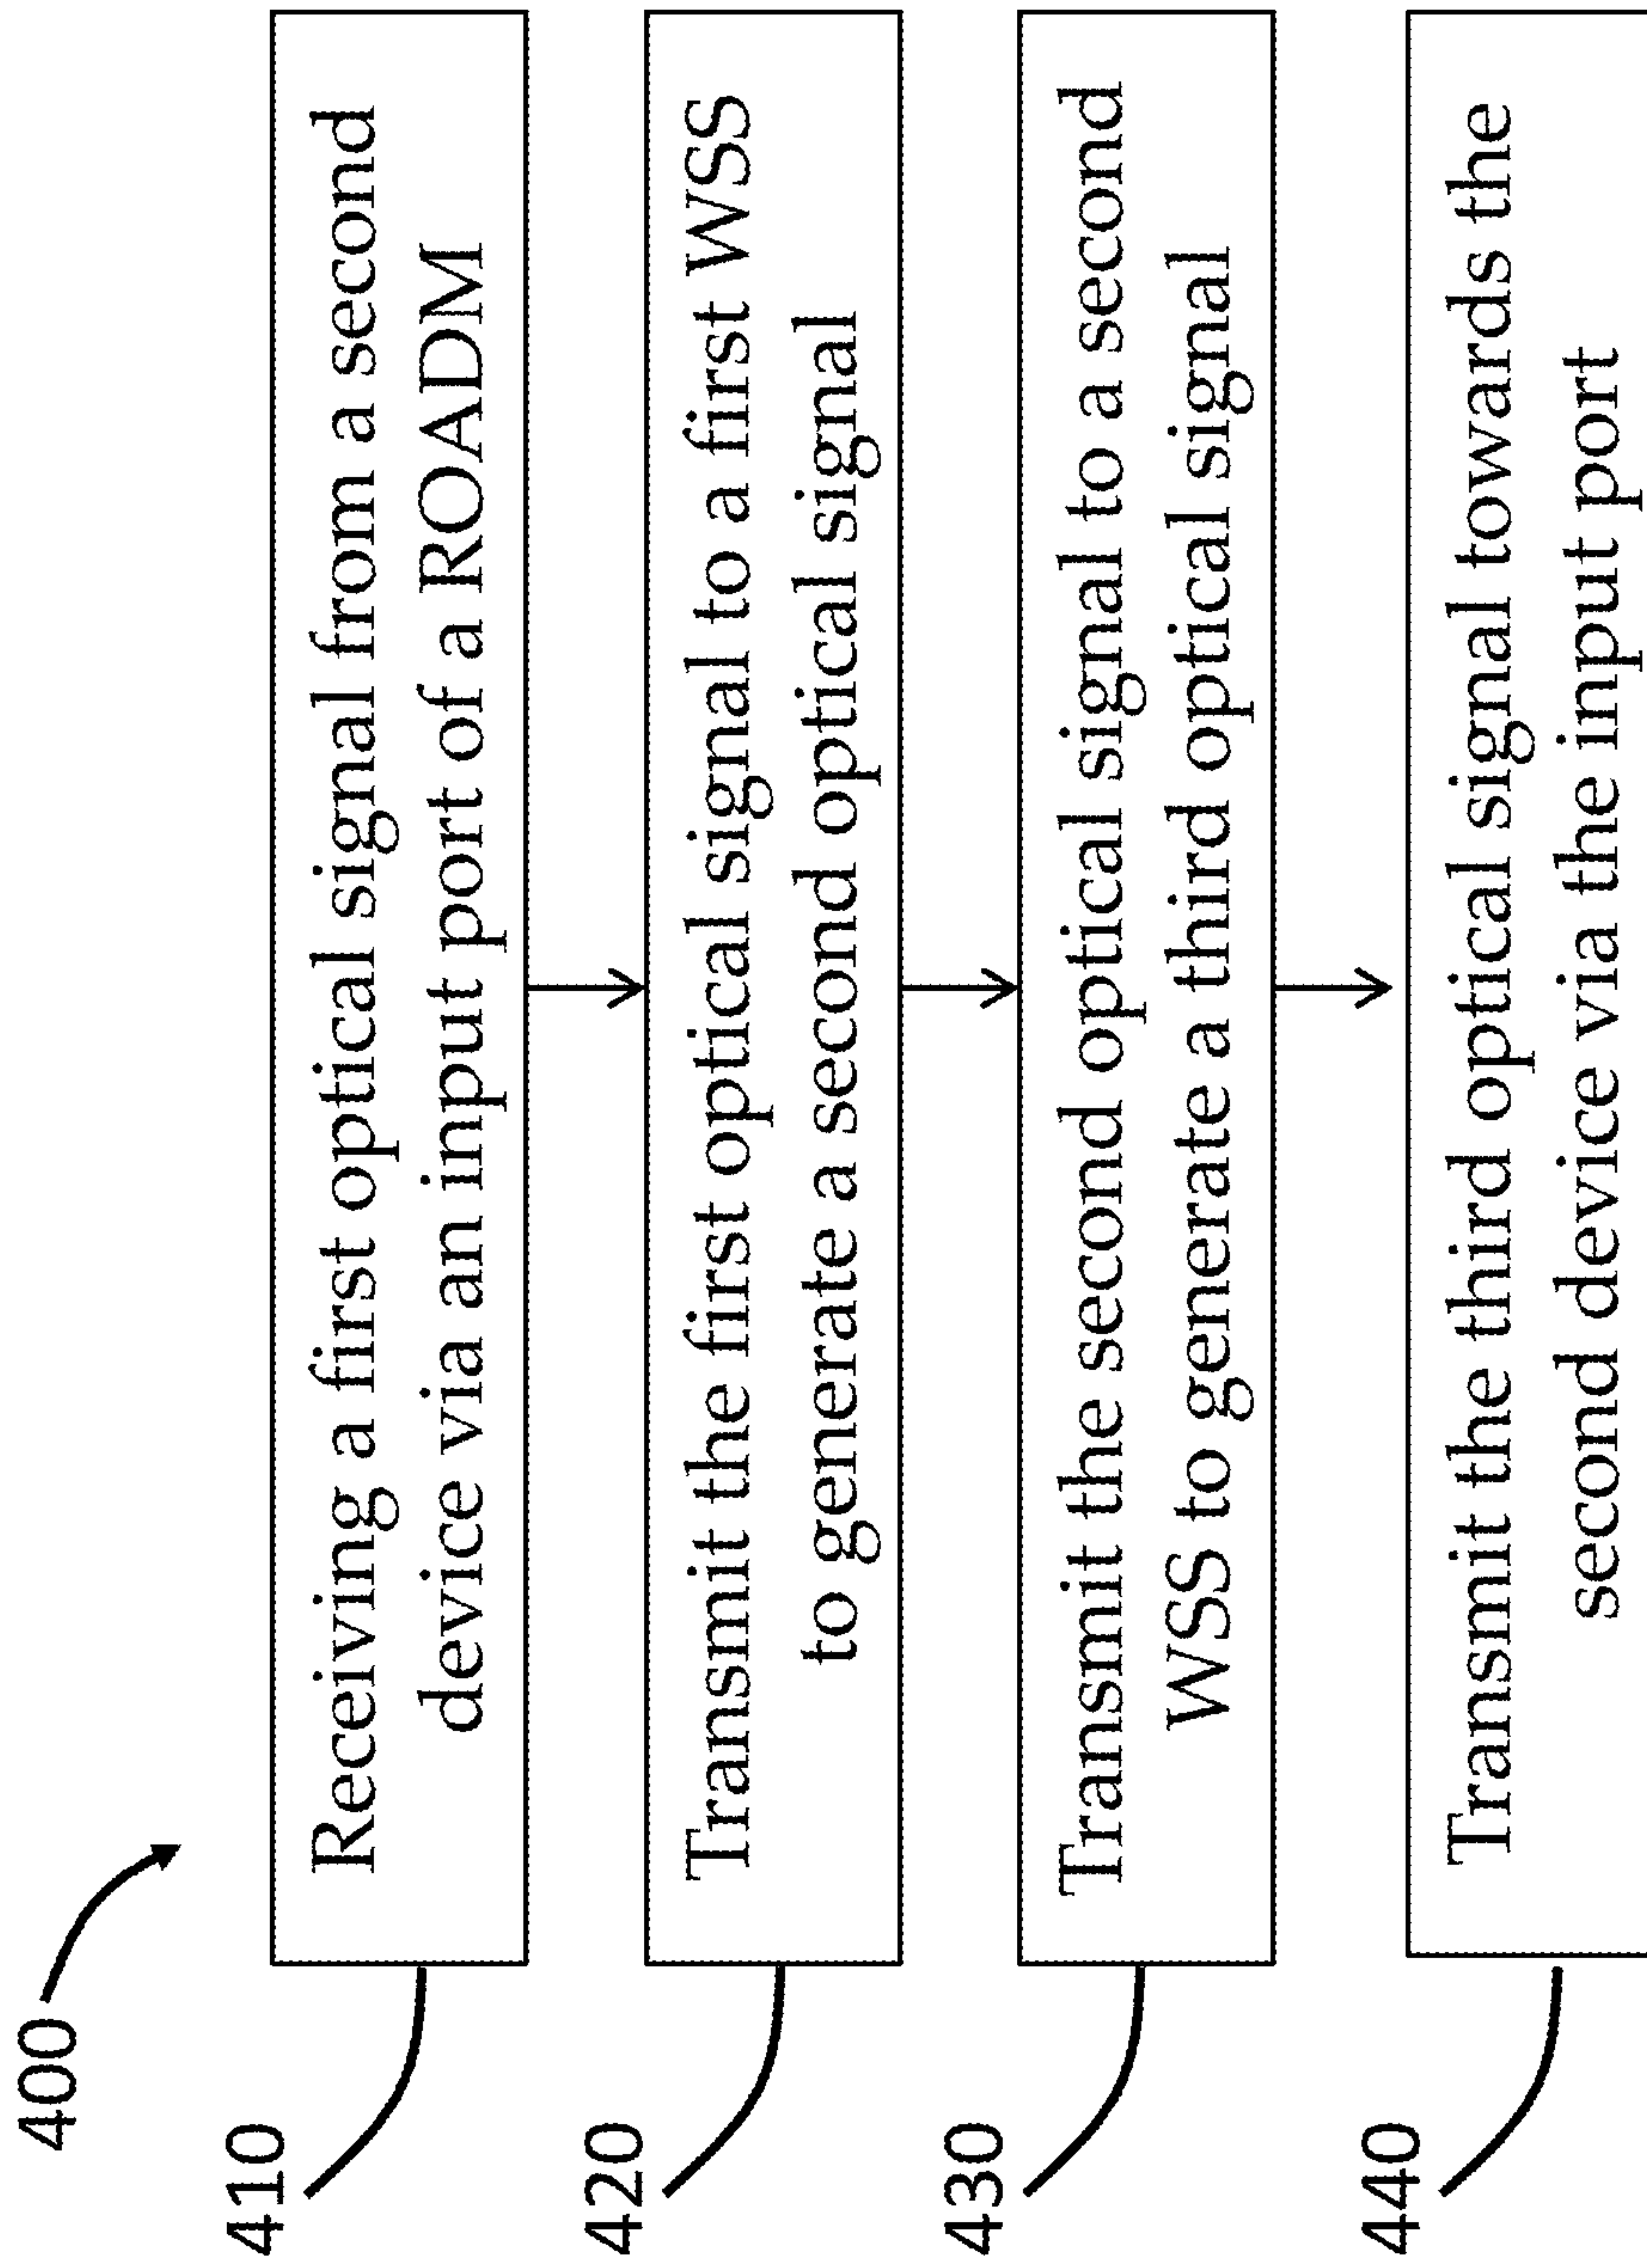 400
410
Receiving a first optical signal from a second
device via an input port of a ROADM
420
Transmit the first optical signal to a first WSS
to generate a second optical signal
430
Transmit the second optical signal to a second
WSS to generate a third optical signal
440
Transmit the third optical signal towards the
second device via the input port